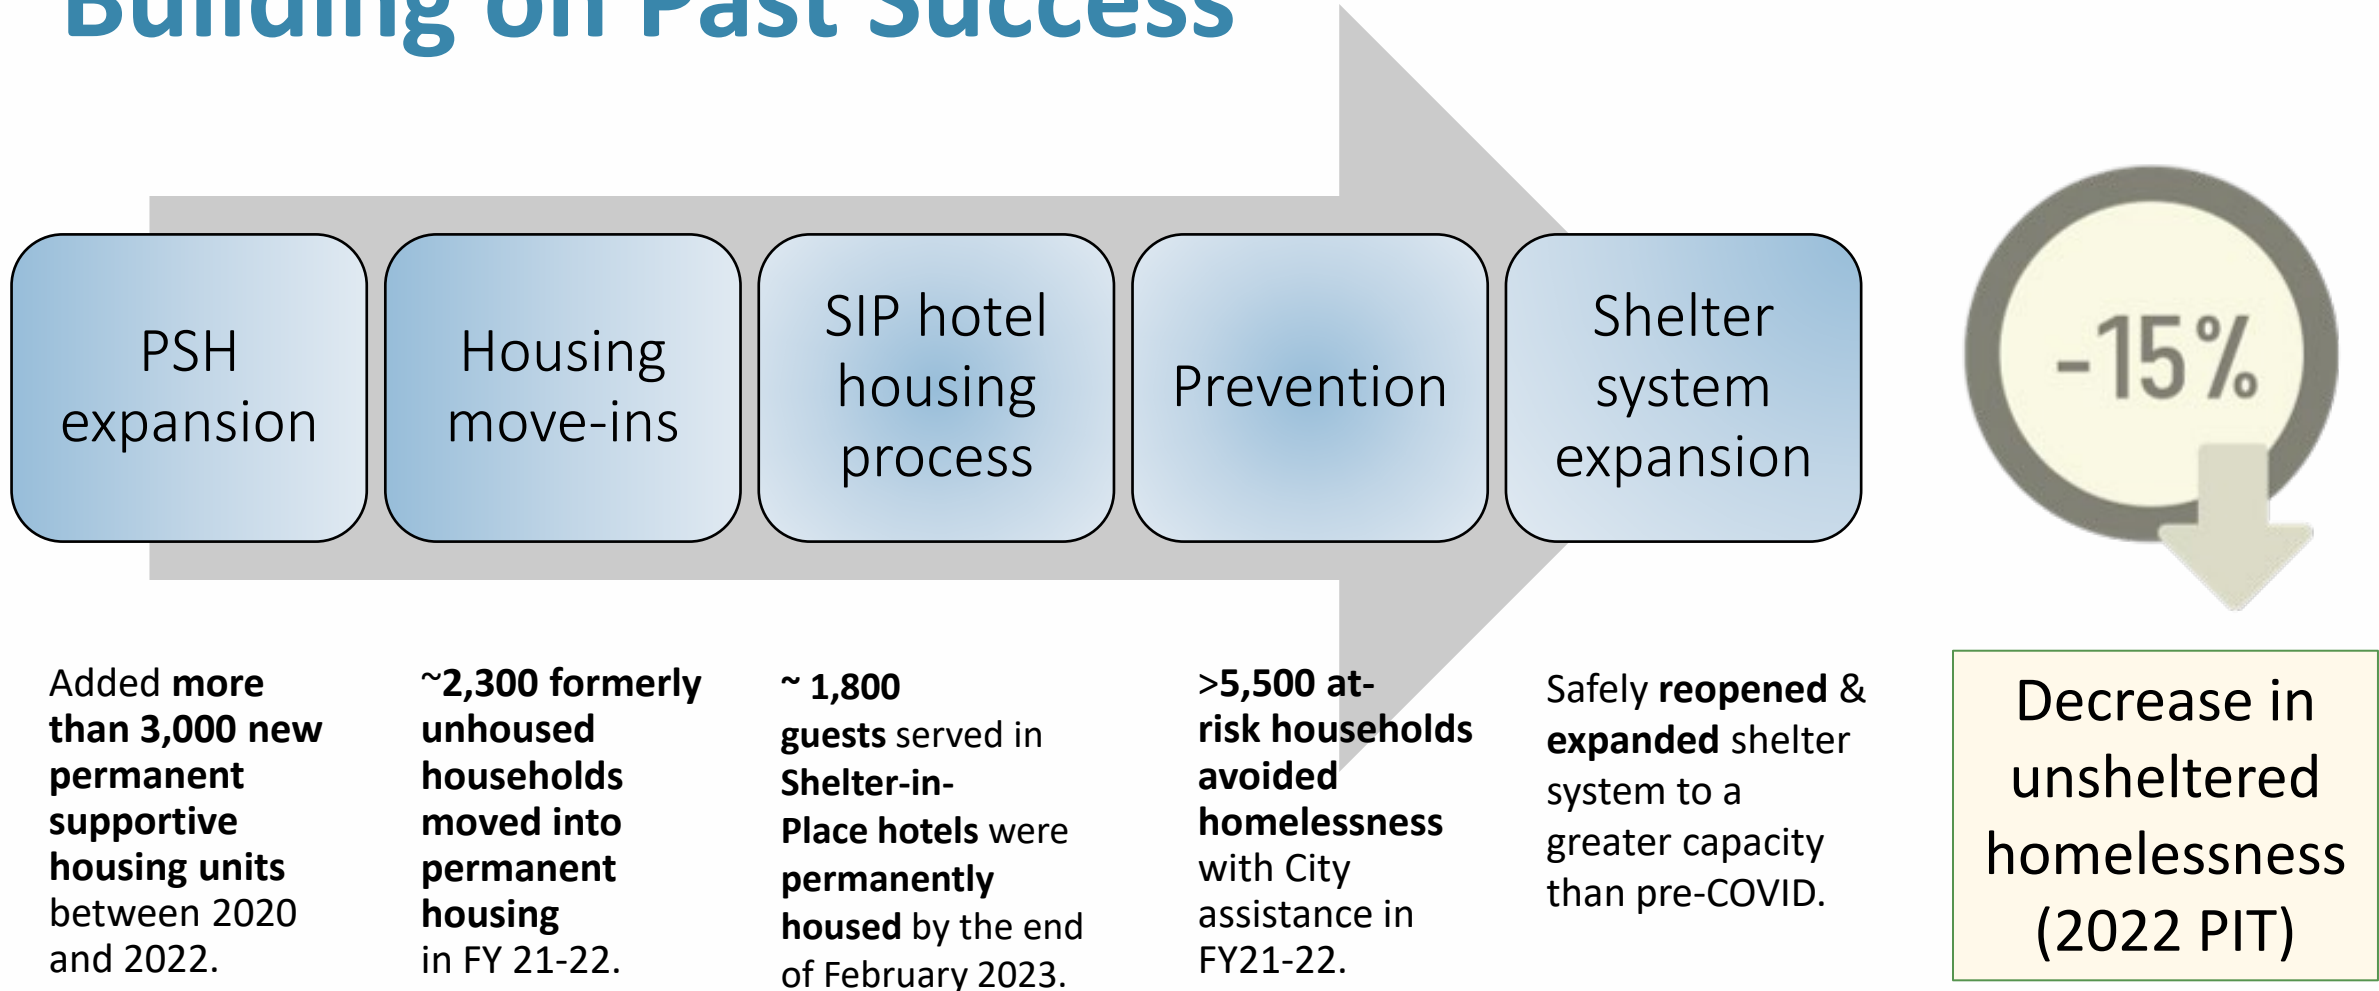 Building on Past Success
PSH
expansion
Housing
move-ins
SIP hotel
housing
process
Prevention
Shelter
system
expansion
-15%
Added more
than 3,000 new
permanent
supportive
housing units
between 2020
and 2022.
~2,300 formerly
unhoused
households
moved into
permanent
housing
in FY 21-22.
~ 1,800
guests served in
Shelter-in-
Place hotels were
permanently
housed by the end
of February 2023.
>5,500 at-
risk households
avoided
homelessness
with City
assistance in
FY21-22.
Safely reopened &
expanded shelter
system to a
greater capacity
than pre-COVID.
Decrease in
unsheltered
homelessness
(2022 PIT)